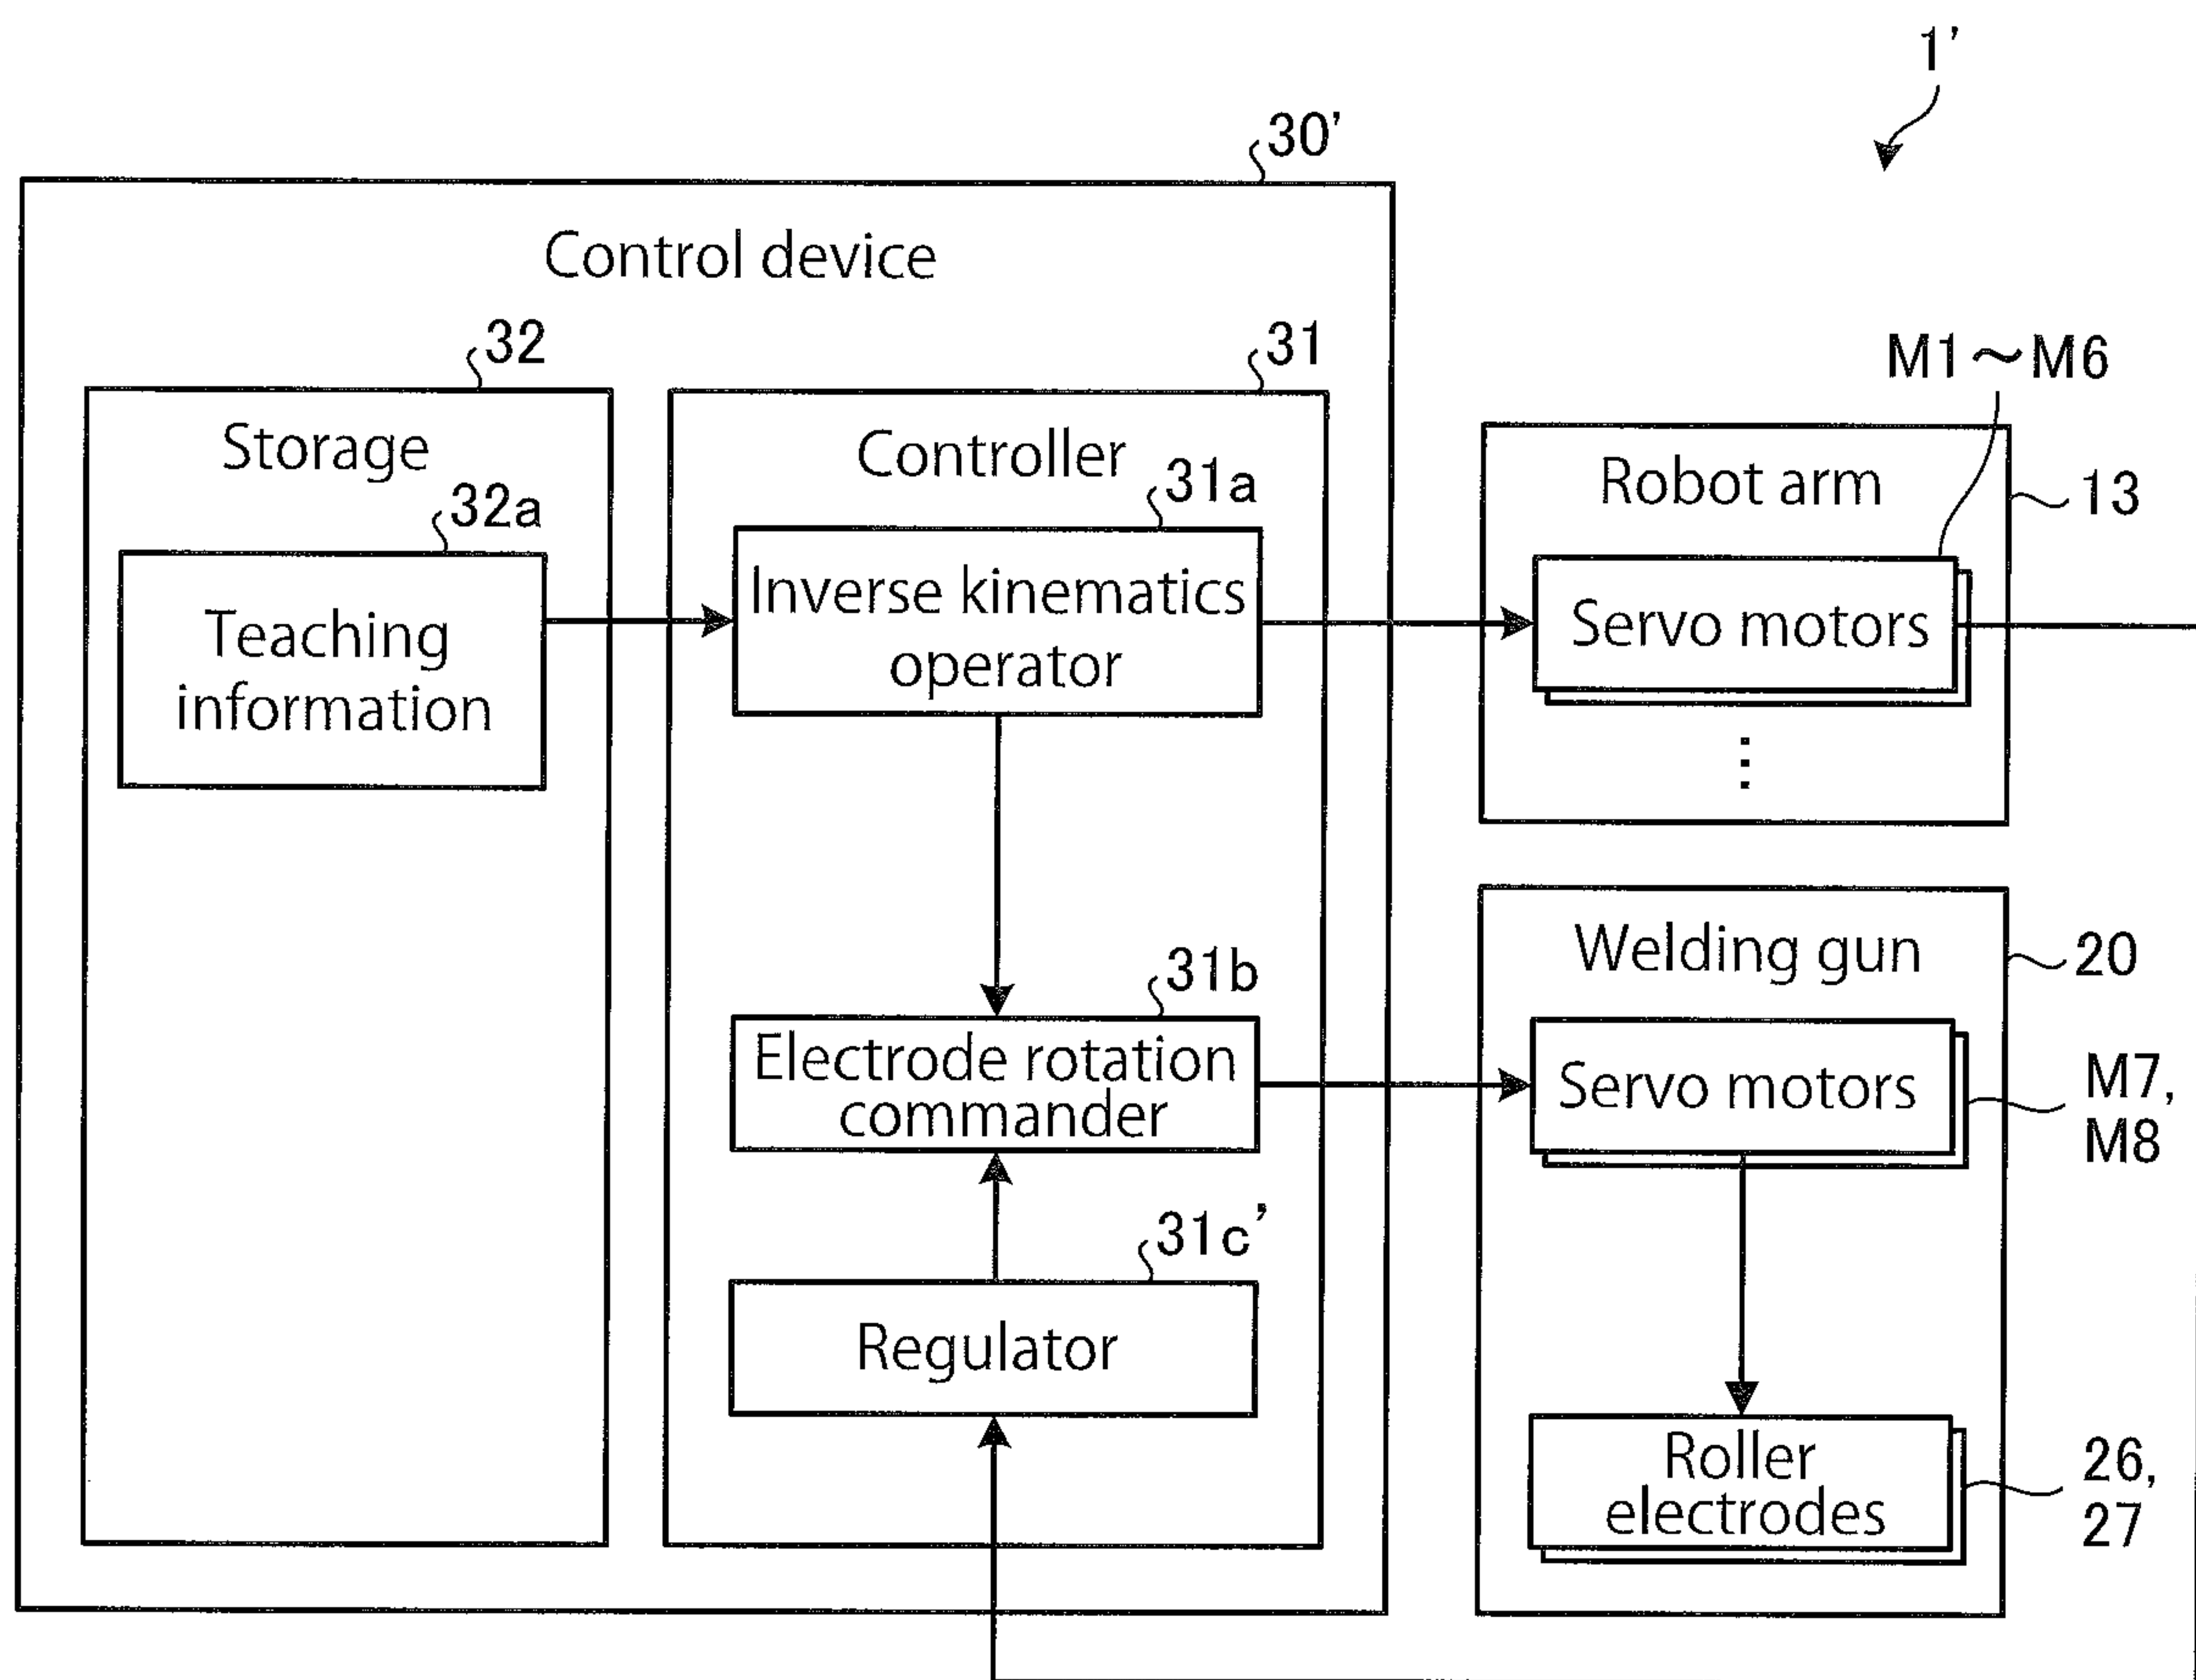 1’
30’
Control device
32
31
M1～M6
Storage
Controller
Robot arm
13
32a
31a
Teaching
information
Inverse kinematics
operator
Servo motors
⋮
Welding gun
20
31b
Electrode rotation
commander
Servo motors
M7,
M8
31c’
Regulator
Roller
electrodes
26,
27